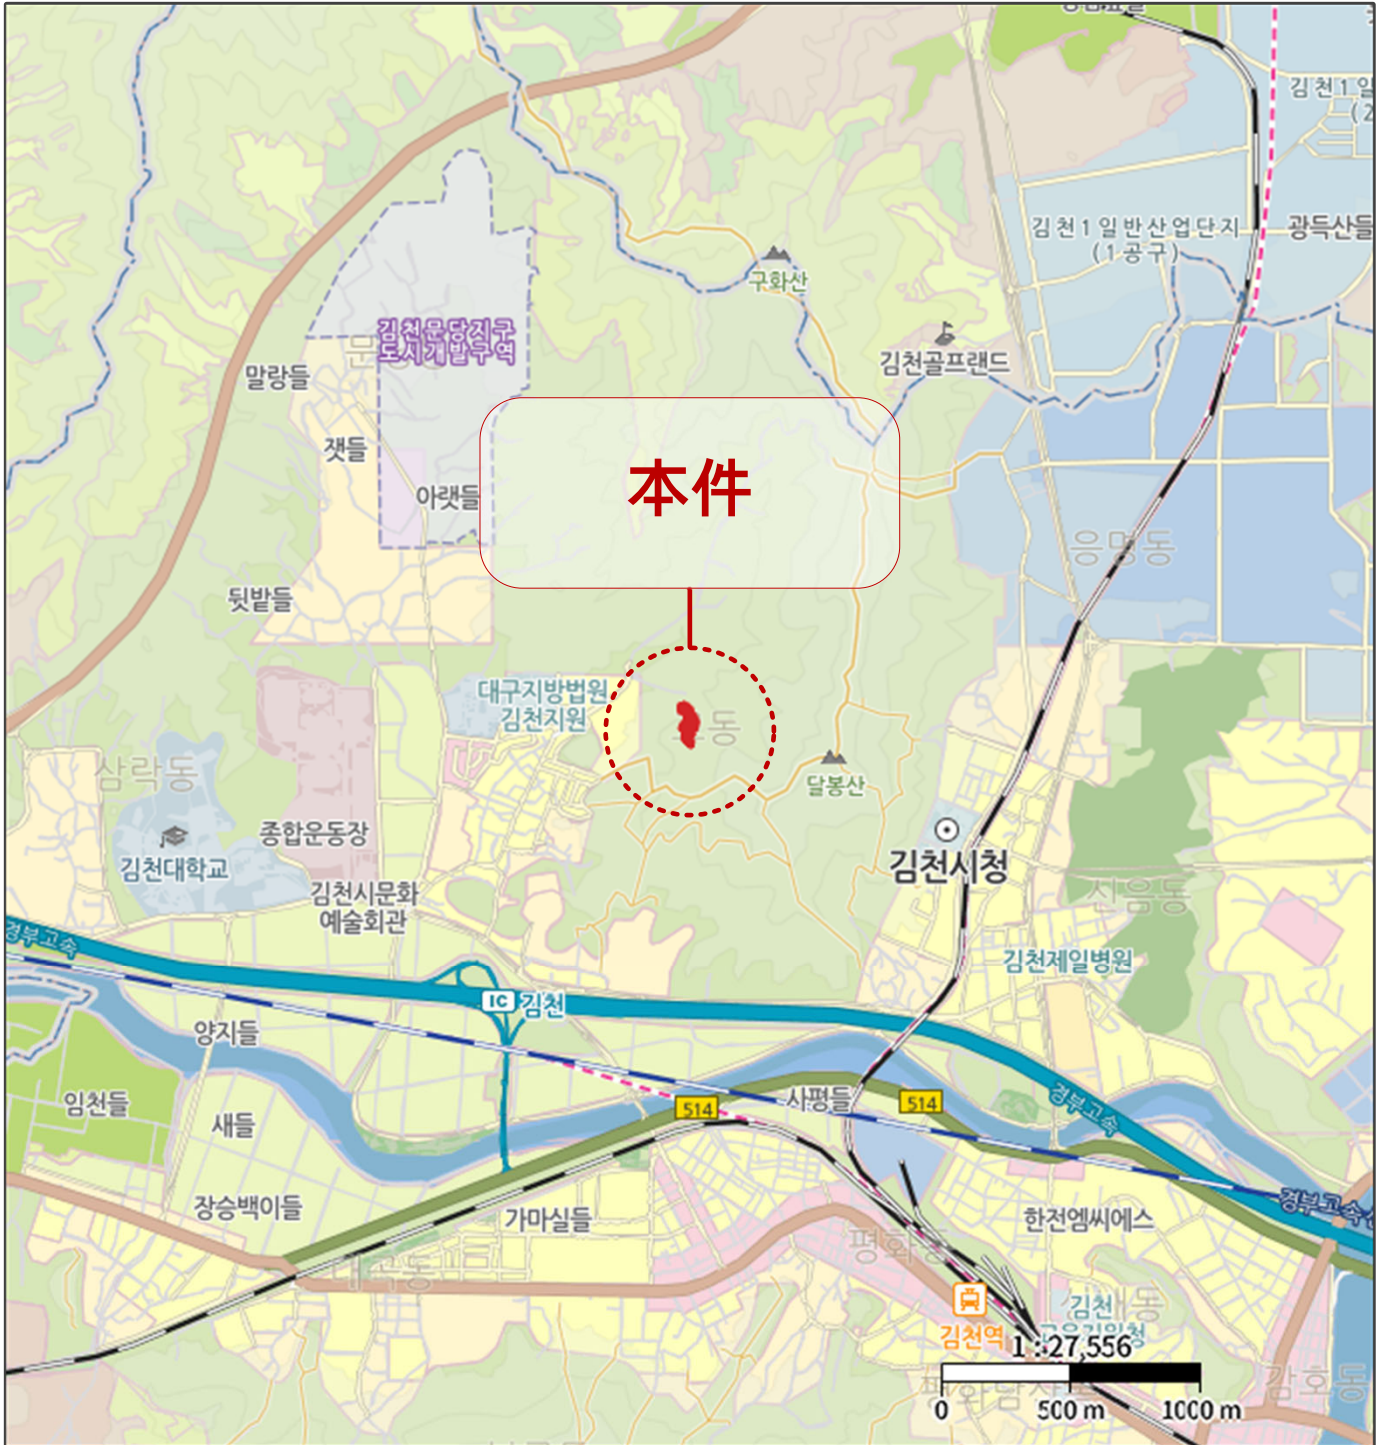 김천1일
(2
김천1일반산업단지
(1공구)
광득산들
구화산
김천문당지구
도시개발구역
김천골프랜드
말랑들
잿들
本件
아랫들
응명동
뒷밭들
대구지방법원
김천지원
동
삼락동
달봉산
종합운동장
김천시청
김천대학교
김천시문화
예술회관
신음동
경부고속
김천제일병원
IC 김천
양지들
임천들
514
사평들
514
경부고속
새들
장승백이들
가마실들
한전엠씨에스
경부고속
평화동
김천
김천역
1 : 27,556
감호동
0
500 m
1000 m